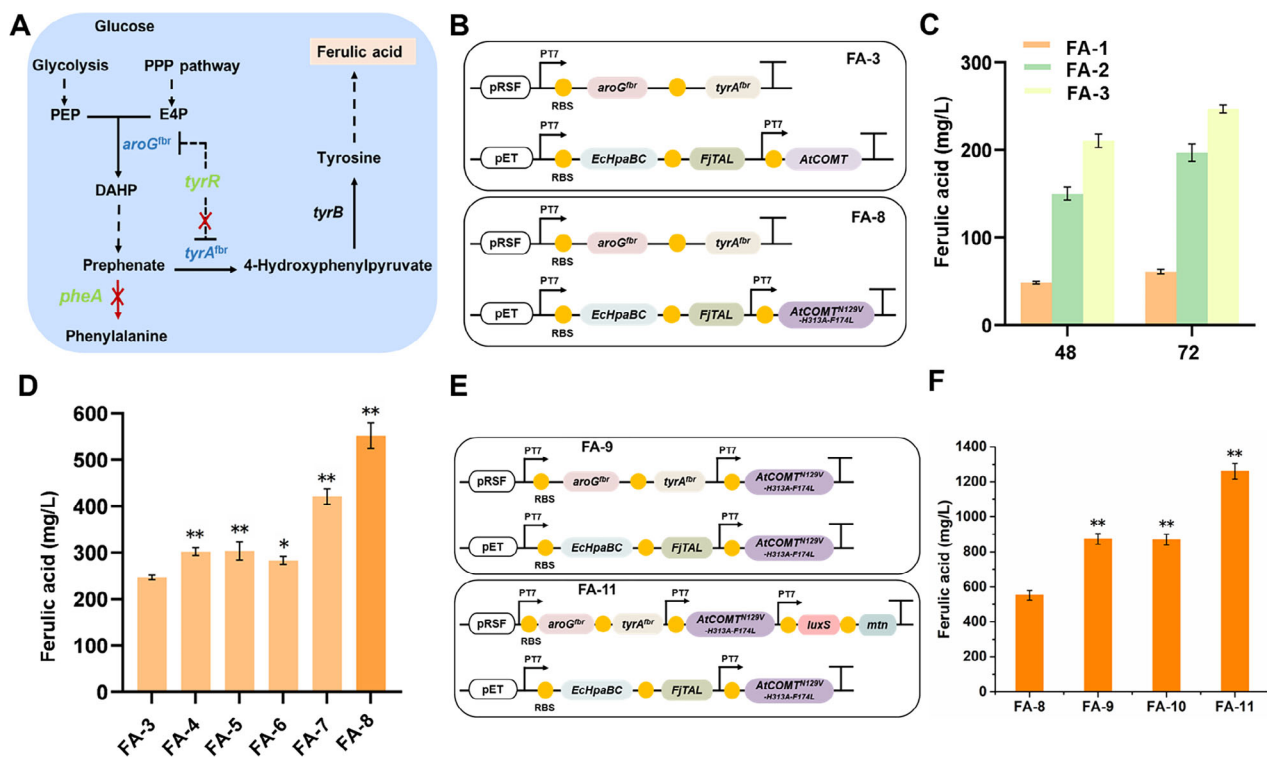 A
Glucose
Ferulic acid
Glycolysis
PPP pathway
PEP
E4P
aroGfbr
tyrR
Tyrosine
DAHP
tyrB
tyrAfbr
Prephenate
4-Hydroxyphenylpyruvate
pheA
Phenylalanine
B
FA-3
PT7
pRSF
aroGfbr
tyrAfbr
RBS
PT7
PT7
pET
EcHpaBC
FjTAL
AtCOMT
RBS
FA-8
PT7
pRSF
aroGfbr
tyrAfbr
RBS
PT7
PT7
pET
EcHpaBC
FjTAL
AtCOMTN129V
-H313A-F174L
RBS
C
FA-1
FA-2
FA-3
Ferulic acid (mg/L)
300
200
100
0
48
72
D
Ferulic acid (mg/L)
600
500
400
300
200
100
0
**
**
*
**
**
FA-3
FA-4
FA-5
FA-6
FA-7
FA-8
E
FA-9
PT7
PT7
pRSF
aroGfbr
tyrAfbr
AtCOMTN129V
-H313A-F174L
RBS
PT7
PT7
pET
EcHpaBC
FjTAL
AtCOMTN129V
-H313A-F174L
RBS
FA-11
PT7
PT7
PT7
pRSF
aroGfbr
tyrAfbr
AtCOMTN129V
-H313A-F174L
luxS
mtn
RBS
PT7
PT7
pET
EcHpaBC
FjTAL
AtCOMTN129V
-H313A-F174L
RBS
F
Ferulic acid (mg/L)
1400
1200
1000
800
600
400
200
0
**
**
**
FA-8
FA-9
FA-10
FA-11